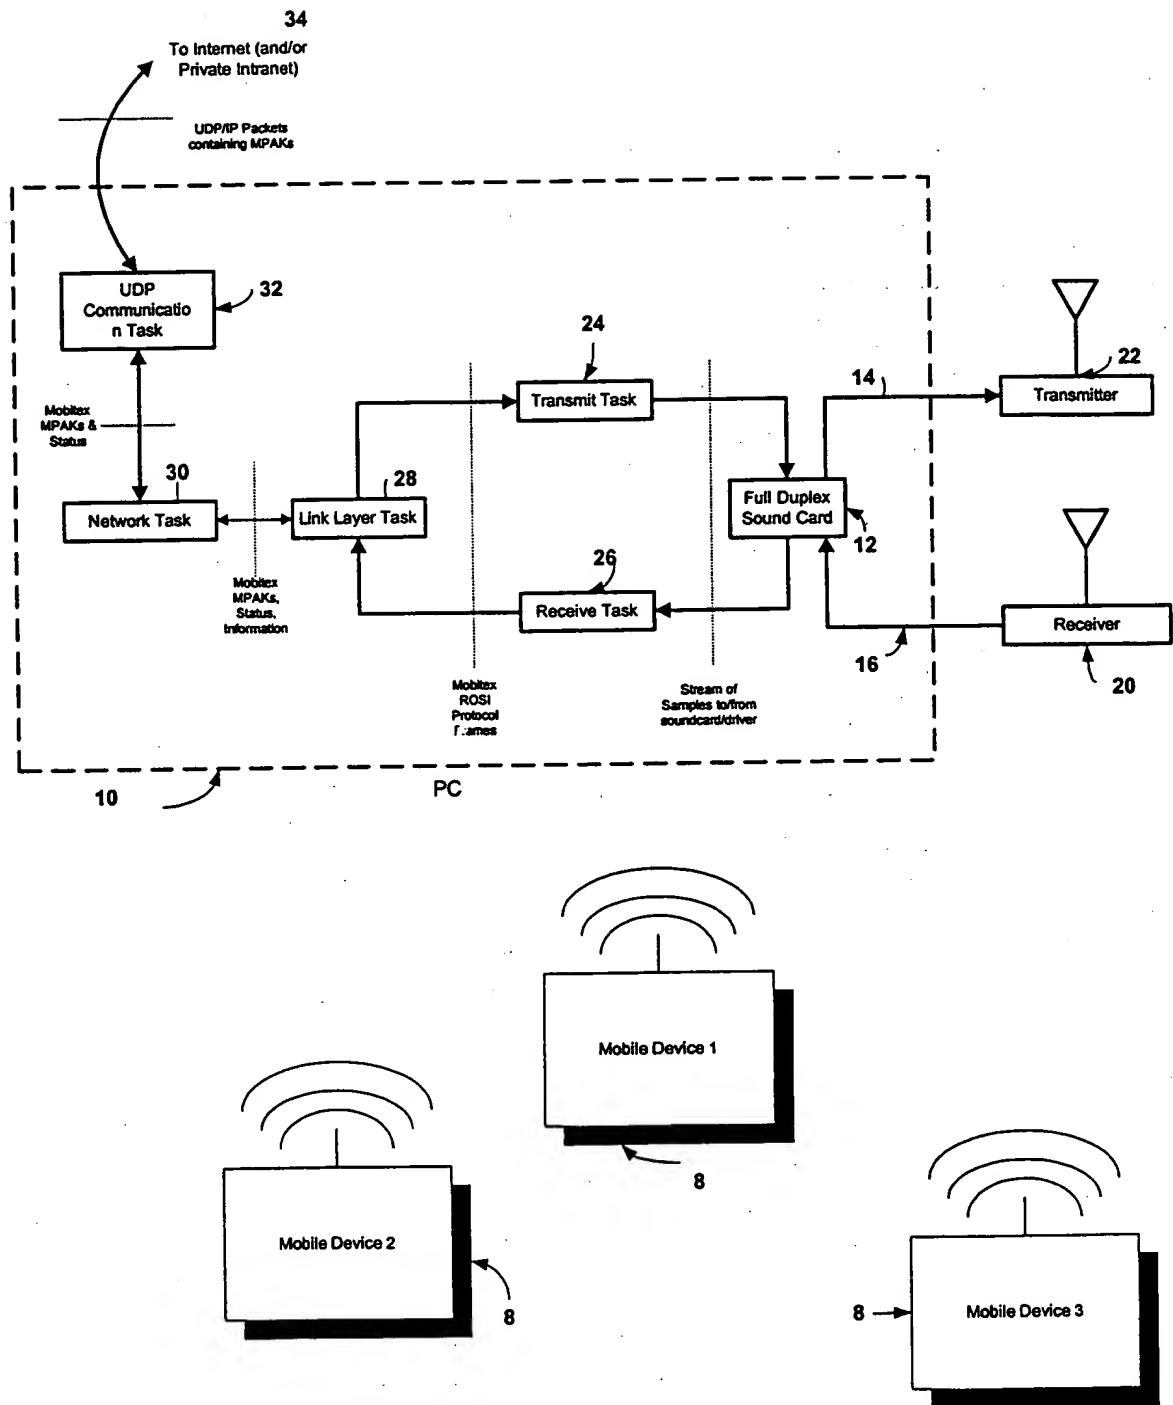 34
To Internet (and/or
Private Intranet)
UDP/IP Packets
containing MPAKs
UDP
Communicatio
n Task
32
24
22
14
Transmit Task
Transmitter
Mobitex
MPAKs &
Status
30
28
Network Task
Link Layer Task
Full Duplex
Sound Card
12
26
Mobitex
MPAKs,
Status,
Information
Receive Task
Receiver
16
20
Mobitex
ROSI
Protocol
Stream of
Samples to/from
soundcard/driver
10
PC
Mobile Device 1
8
Mobile Device 2
8
Mobile Device 3
8